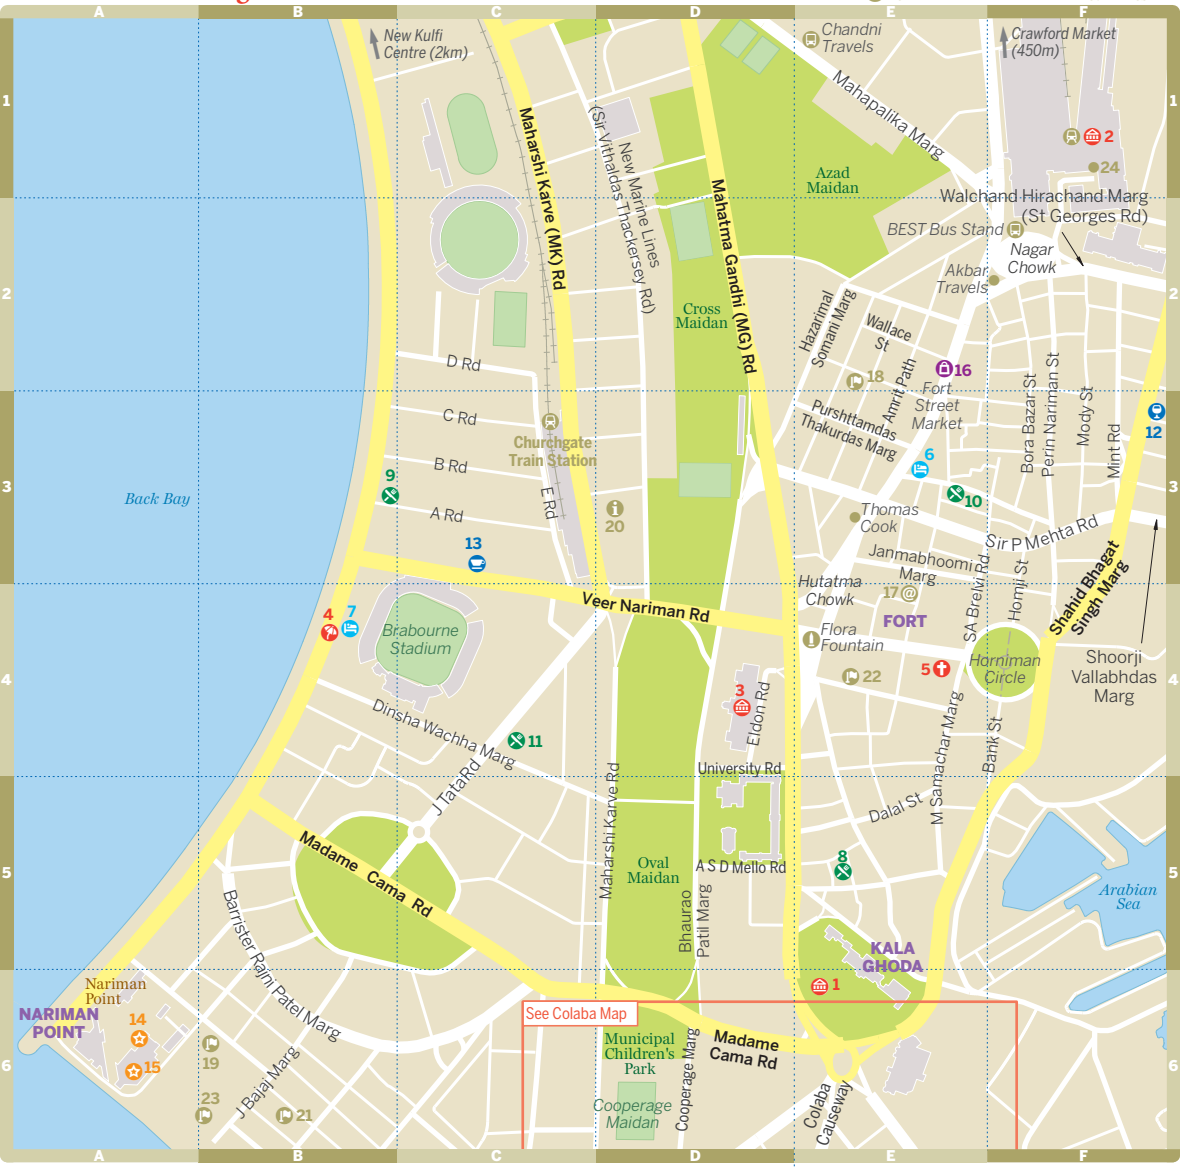 A B C D E F
New Kulfi
Centre (2km)
Chandni
Travels
Crawford Market
(450m)
1
1
Mahapalika Marg
Maharshi Karve (MK) Rd
(Sir Vithaldas Thackersey Rd)
New Marine Lines
2
24
Azad
Maidan
Mahatma Gandhi (MG) Rd
Walchand Hirachand Marg
(St Georges Rd)
BEST Bus Stand
Nagar
Chowk
Akbar
Travels
2
2
Cross
Maidan
Hazarimal
Somani Marg
Wallace
St
D Rd
16
18
Amrit Path
Fort
Street
Market
Bora Bazar St
Perin Nariman St
Mody St
Mint Rd
12
C Rd
Purshttamdas
Thakurdas Marg
Churchgate
Train Station
B Rd
6
9
3
3
Back Bay
10
E Rd
A Rd
20
Thomas
Cook
Sir P Mehta Rd
13
Janmabhoomi
Marg
SA Brelvi Rd
Homji St
Shahid Bhagat
Singh Marg
Hutatma
Chowk
17
Veer Nariman Rd
FORT
4
7
Brabourne
Stadium
Flora
Fountain
Horniman
Circle
Shoorji
Vallabhdas
Marg
5
22
4
4
3
Eldon Rd
Dinsha Wachha Marg
11
M Samachar Marg
Bank St
University Rd
J Tata Rd
Maharshi Karve Rd
Dalal St
Madame Cama Rd
8
5
5
Oval
Maidan
A S D Mello Rd
Arabian
Sea
Barrister Rajni Patel Marg
Bhaurao
Patil Marg
KALA
GHODA
Nariman
Point
1
NARIMAN
POINT
See Colaba Map
14
Municipal
Children's
Park
Madame
Cama Rd
15
19
6
6
J Bajaj Marg
Cooperage Marg
Colaba
Causeway
Cooperage
Maidan
23
21
A B C D E F